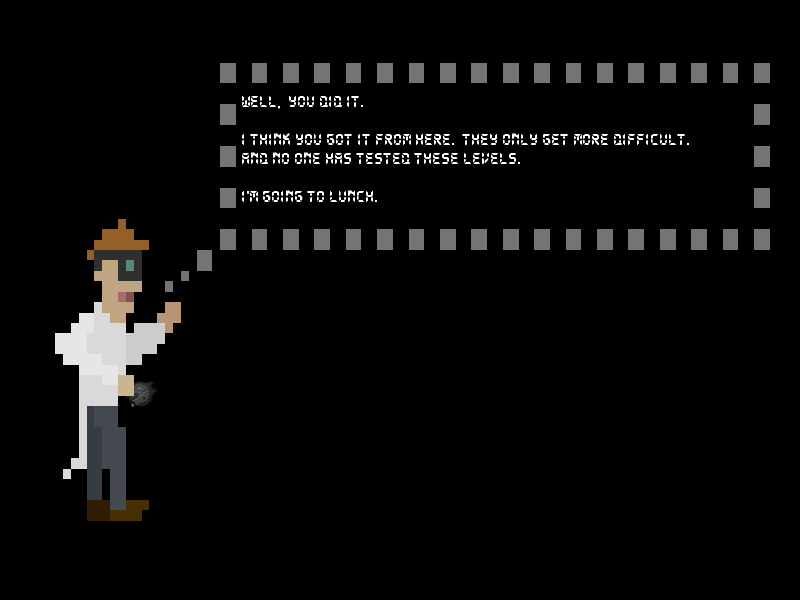 WELL, YOU DID IT.
I THINK YOU GOT IT FROM HERE. THEY ONLY GET MORE DIFFICULT.
AND NO ONE HAS TESTED THESE LEVELS.
I'M GOING TO LUNCH.